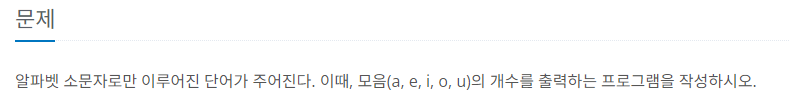 문제
알파벳 소문자로만 이루어진 단어가 주어진다. 이때, 모음(a, e, i, o, u)의 개수를 출력하는 프로그램을 작성하시오.